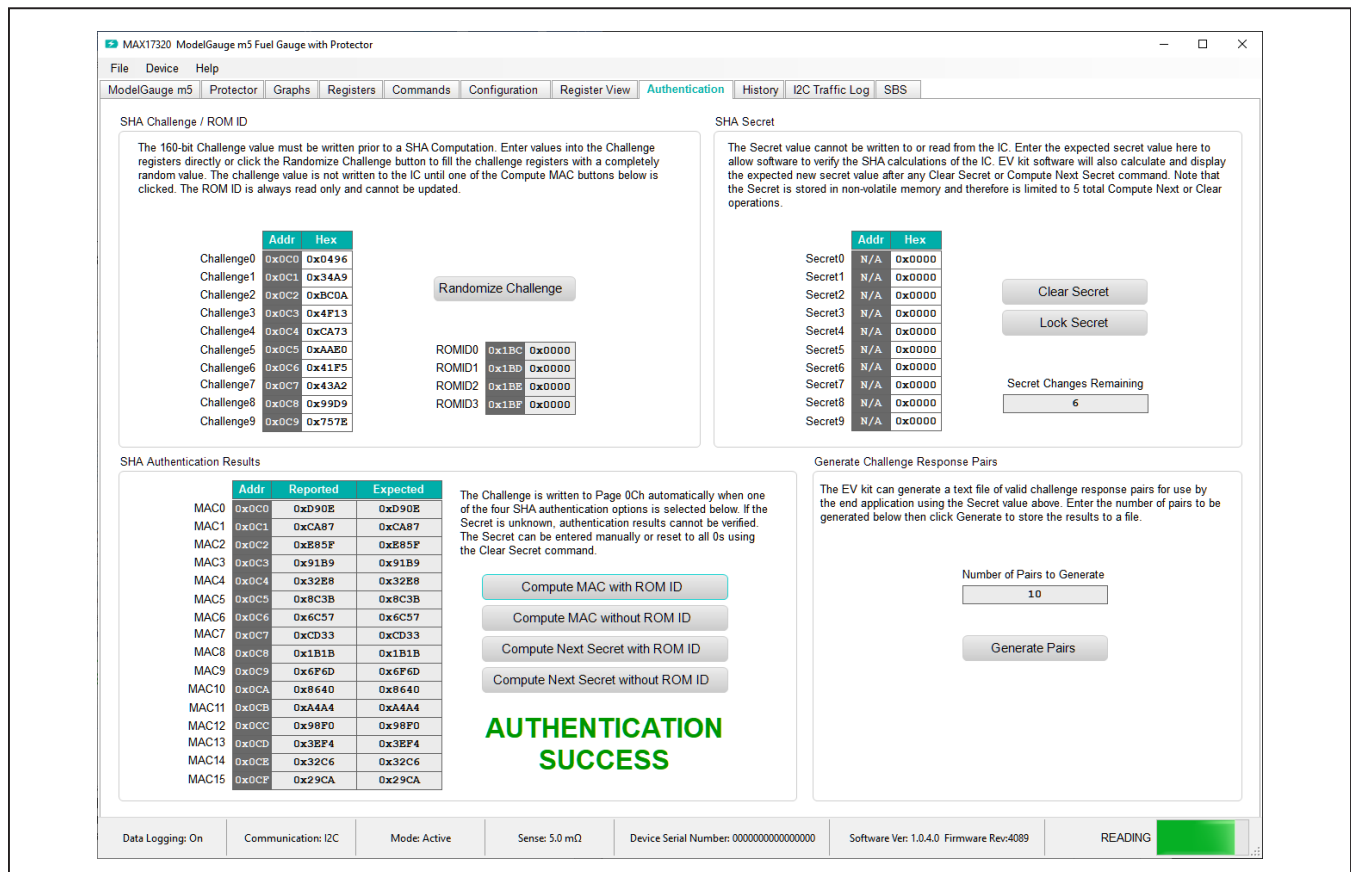 MAX17320 ModelGauge m5 Fuel Gauge with Protector
File Device Help
ModelGauge m5 Protector Graphs Registers Commands Configuration Register View Authentication History I2C Traffic Log SBS
SHA Challenge / ROM ID
The 160-bit Challenge value must be written prior to a SHA Computation. Enter values into the Challenge
registers directly or click the Randomize Challenge button to fill the challenge registers with a completely
random value. The challenge value is not written to the IC until one of the Compute MAC buttons below is
clicked. The ROM ID is always read only and cannot be updated.
Addr Hex
Challenge0 0x0C0 0x0496
Challenge1 0x0C1 0x34A9
Challenge2 0x0C2 0xBC0A
Challenge3 0x0C3 0x4F13
Challenge4 0x0C4 0xCA73
Challenge5 0x0C5 0xAAE0
Challenge6 0x0C6 0x41F5
Challenge7 0x0C7 0x43A2
Challenge8 0x0C8 0x99D9
Challenge9 0x0C9 0x757E
Randomize Challenge
ROMID0 0x1BC 0x0000
ROMID1 0x1BD 0x0000
ROMID2 0x1BE 0x0000
ROMID3 0x1BF 0x0000
SHA Secret
The Secret value cannot be written to or read from the IC. Enter the expected secret value here to
allow software to verify the SHA calculations of the IC. EV kit software will also calculate and display
the expected new secret value after any Clear Secret or Compute Next Secret command. Note that
the Secret is stored in non-volatile memory and therefore is limited to 5 total Compute Next or Clear
operations.
Addr Hex
Secret0 N/A 0x0000
Secret1 N/A 0x0000
Secret2 N/A 0x0000
Secret3 N/A 0x0000
Secret4 N/A 0x0000
Secret5 N/A 0x0000
Secret6 N/A 0x0000
Secret7 N/A 0x0000
Secret8 N/A 0x0000
Secret9 N/A 0x0000
Clear Secret
Lock Secret
Secret Changes Remaining
6
SHA Authentication Results
Addr Reported Expected
MAC0 0x0C0 0xD90E 0xD90E
MAC1 0x0C1 0xCA87 0xCA87
MAC2 0x0C2 0xE85F 0xE85F
MAC3 0x0C3 0x91B9 0x91B9
MAC4 0x0C4 0x32E8 0x32E8
MAC5 0x0C5 0x8C3B 0x8C3B
MAC6 0x0C6 0x6C57 0x6C57
MAC7 0x0C7 0xCD33 0xCD33
MAC8 0x0C8 0x1B1B 0x1B1B
MAC9 0x0C9 0x6F6D 0x6F6D
MAC10 0x0CA 0x8640 0x8640
MAC11 0x0CB 0xA4A4 0xA4A4
MAC12 0x0CC 0x98F0 0x98F0
MAC13 0x0CD 0x3EF4 0x3EF4
MAC14 0x0CE 0x32C6 0x32C6
MAC15 0x0CF 0x29CA 0x29CA
The Challenge is written to Page 0Ch automatically when one
of the four SHA authentication options is selected below. If the
Secret is unknown, authentication results cannot be verified.
The Secret can be entered manually or reset to all 0s using
the Clear Secret command.
Compute MAC with ROM ID
Compute MAC without ROM ID
Compute Next Secret with ROM ID
Compute Next Secret without ROM ID
AUTHENTICATION
SUCCESS
Generate Challenge Response Pairs
The EV kit can generate a text file of valid challenge response pairs for use by
the end application using the Secret value above. Enter the number of pairs to be
generated below then click Generate to store the results to a file.
Number of Pairs to Generate
10
Generate Pairs
Data Logging: On Communication: I2C Mode: Active Sense: 5.0 mΩ Device Serial Number: 0000000000000000 Software Ver: 1.0.4.0 Firmware Rev:4089 READING